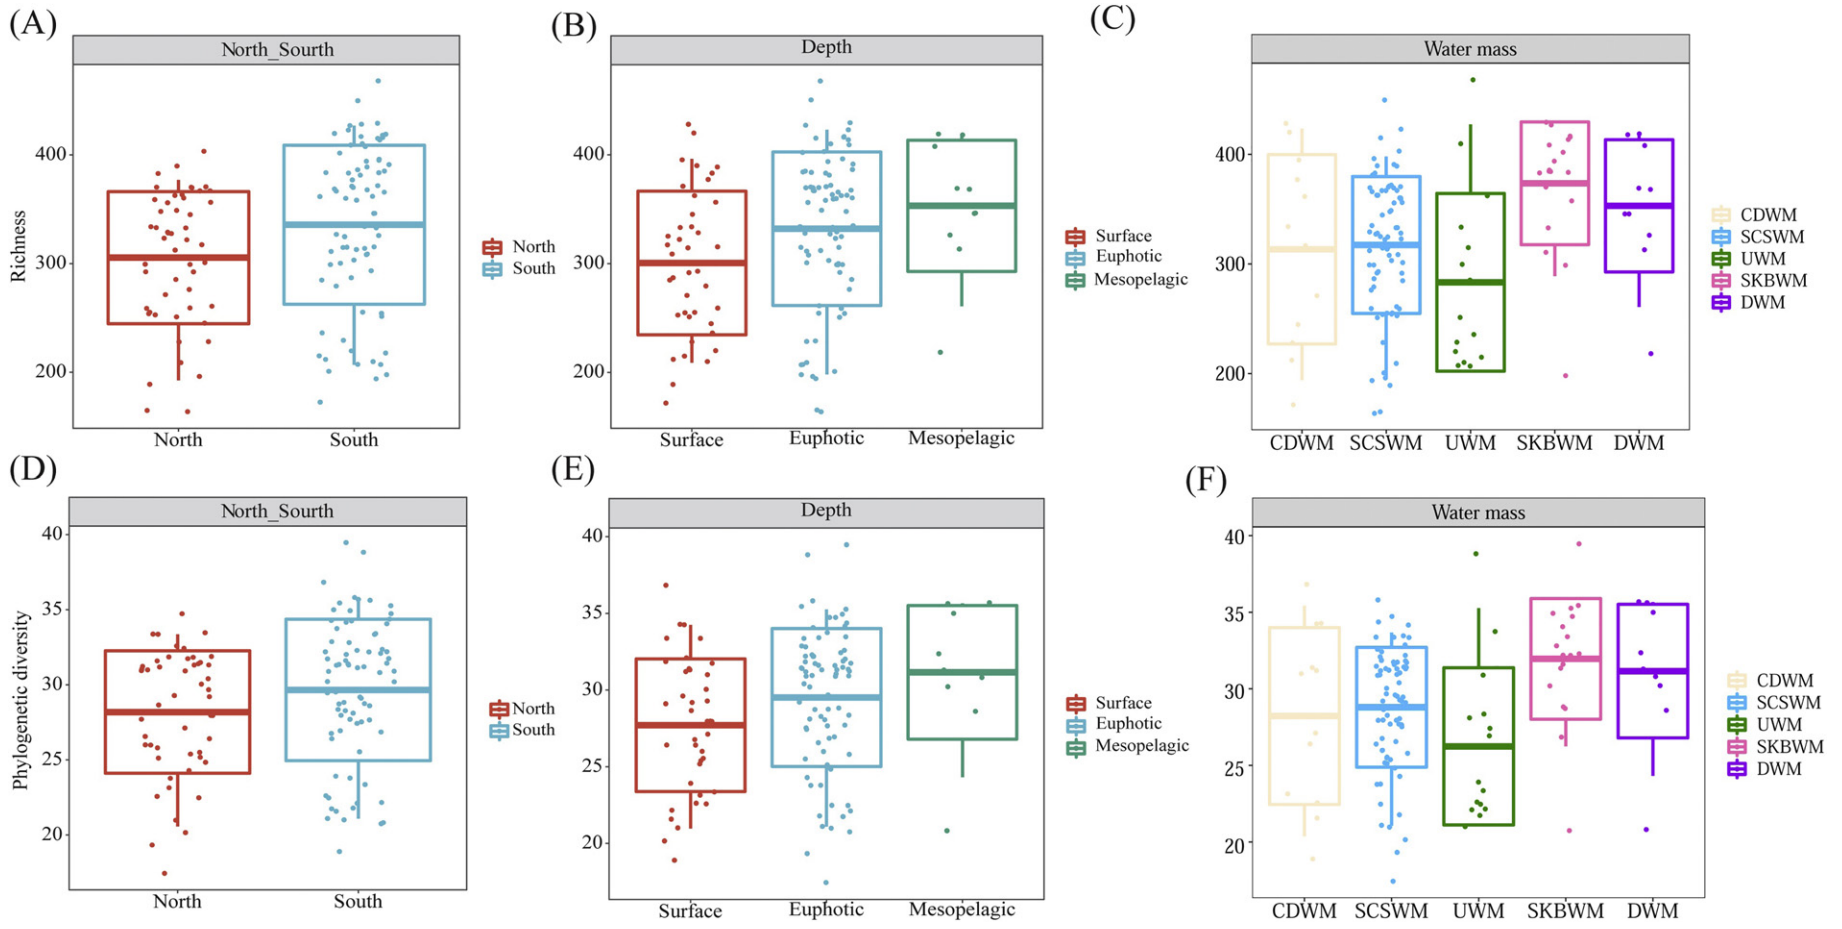 (A)
North_Sourth
Richness
400
300
200
North
South
North
South
(B)
Depth
400
300
200
Surface
Euphotic
Mesopelagic
Surface
Euphotic
Mesopelagic
(C)
Water mass
400
300
200
CDWM
SCSWM
UWM
SKBWM
DWM
CDWM
SCSWM
UWM
SKBWM
DWM
(D)
North_Sourth
Phylogenetic diversity
40
35
30
25
20
North
South
North
South
(E)
Depth
40
35
30
25
20
Surface
Euphotic
Mesopelagic
Surface
Euphotic
Mesopelagic
(F)
Water mass
40
35
30
25
20
CDWM
SCSWM
UWM
SKBWM
DWM
CDWM
SCSWM
UWM
SKBWM
DWM